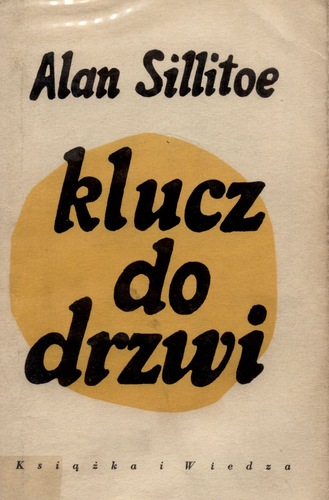 Alan Sillitoe
klucz
do
drzwi
Książka i Wiedza